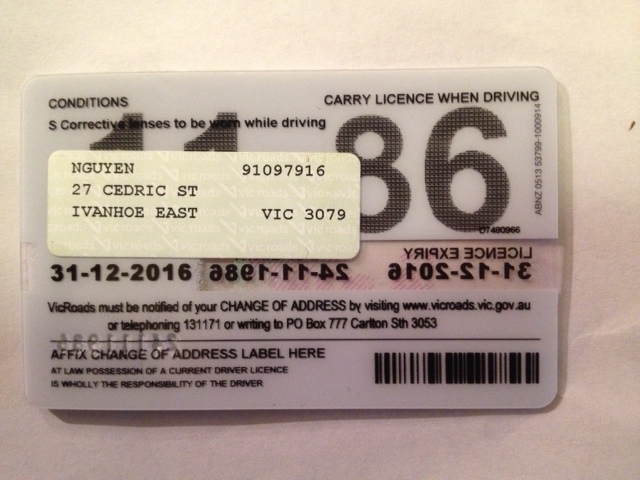 CONDITIONS
CARRY LICENCE WHEN DRIVING
S Corrective lenses to be worn while driving
11 86
NGUYEN 91097916
27 CEDRIC ST
IVANHOE EAST VIC 3079
ABNZ 0513 53799-1000914
D7480966
LICENCE EXPIRY
31-12-2016 24-11-1986 31-12-2016
VicRoads must be notified of your CHANGE OF ADDRESS by visiting www.vicroads.vic.gov.au
or telephoning 131171 or writing to PO Box 777 Carlton Sth 3053
24111986
AFFIX CHANGE OF ADDRESS LABEL HERE
AT LAW POSSESSION OF A CURRENT DRIVER LICENCE
IS WHOLLY THE RESPONSIBILITY OF THE DRIVER